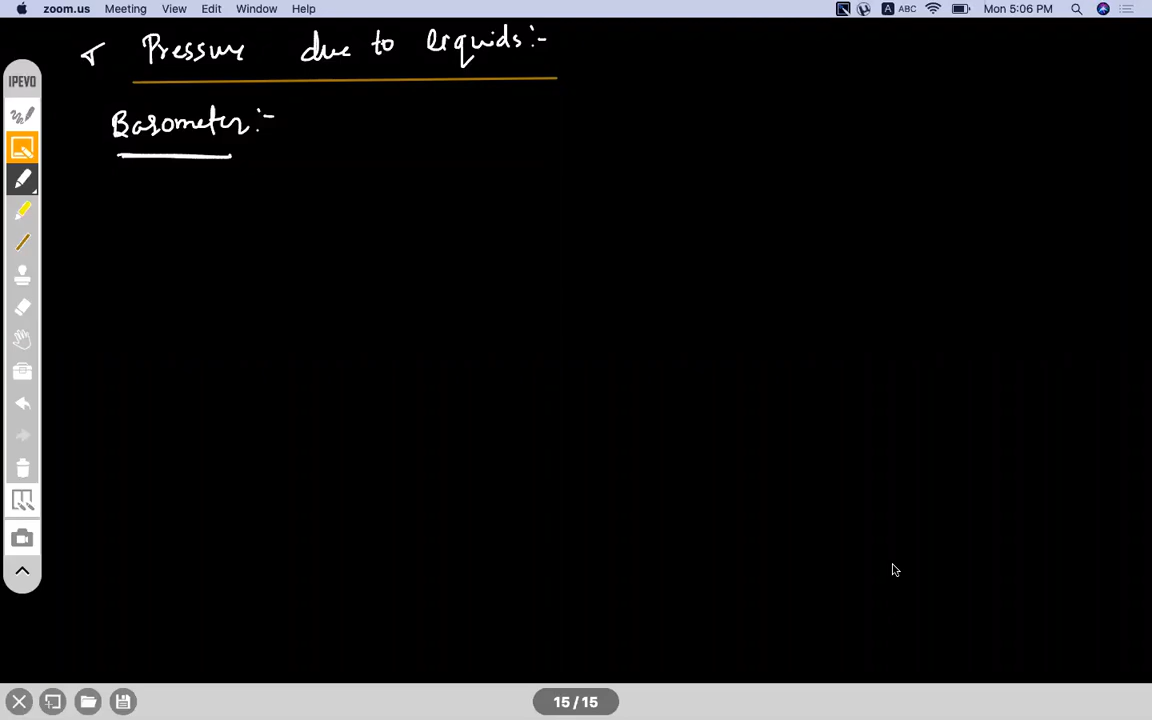 zoom.us Meeting View Edit Window Help A ABC Mon 5:06 PM
Pressure due to liquids:-
IPEVO
Barometer:-
15/15